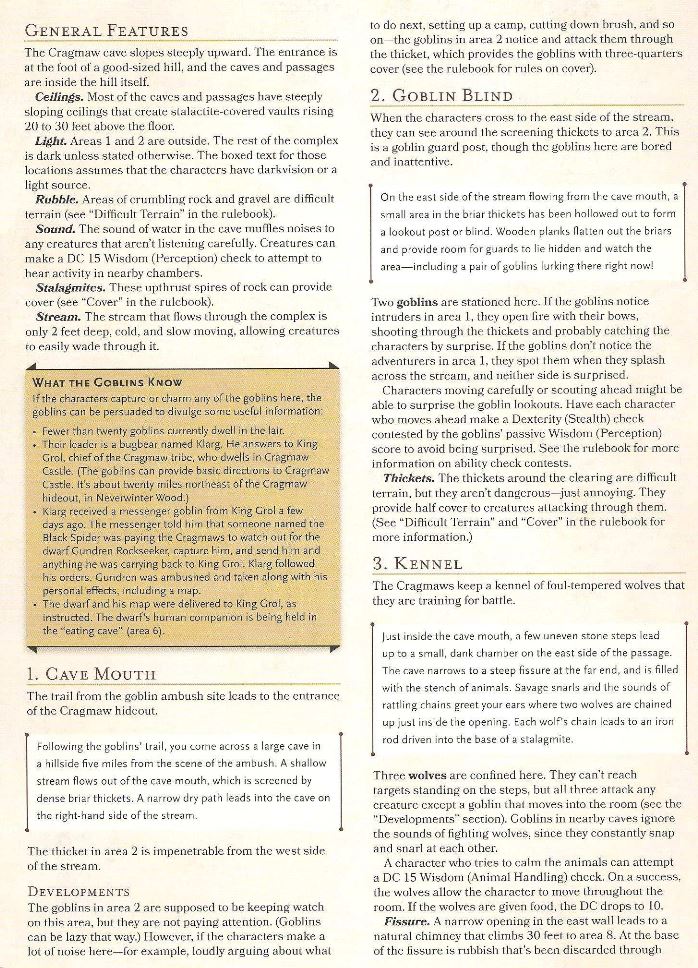 GENERAL FEATURES
The Cragmaw cave slopes steeply upward. The entrance is
at the foot of a good-sized hill, and the caves and passages
are inside the hill itself.
Ceilings. Most of the caves and passages have steeply
sloping ceilings that create stalactite-covered vaults rising
20 to 30 feet above the floor.
Light. Areas 1 and 2 are outside. The rest of the complex
is dark unless stated otherwise. The boxed text for those
locations assumes that the characters have darkvision or a
light source.
Rubble. Areas of crumbling rock and gravel are difficult
terrain (see "Difficult Terrain" in the rulebook).
Sound. The sound of water in the cave muffles noises to
any creatures that aren't listening carefully. Creatures can
make a DC 15 Wisdom (Perception) check to attempt to
hear activity in nearby chambers.
Stalagmites. These upthrust spires of rock can provide
cover (see "Cover" in the rulebook).
Stream. The stream that flows through the complex is
only 2 feet deep, cold, and slow moving, allowing creatures
to easily wade through it.
WHAT THE GOBLINS KNOW
If the characters capture or charm any of the goblins here, the
goblins can be persuaded to divulge some useful information:
• Fewer than twenty goblins currently dwell in the lair.
• Their leader is a bugbear named Klarg. He answers to King
Grol, chief of the Cragmaw tribe, who dwells in Cragmaw
Castle. (The goblins can provide basic directions to Cragmaw
Castle. It's about twenty miles northeast of the Cragmaw
hideout, in Neverwinter Wood.)
• Klarg received a messenger goblin from King Grol a few
days ago. The messenger told him that someone named the
Black Spider was paying the Cragmaws to watch out for the
dwarf Gundren Rockseeker, capture him, and send him and
anything he was carrying back to King Grol. Klarg followed
his orders. Gundren was ambushed and taken along with his
personal effects, including a map.
• The dwarf and his map were delivered to King Grol, as
instructed. The dwarf's human companion is being held in
the "eating cave" (area 6).
1. CAVE MOUTH
The trail from the goblin ambush site leads to the entrance
of the Cragmaw hideout.
Following the goblins' trail, you come across a large cave in
a hillside five miles from the scene of the ambush. A shallow
stream flows out of the cave mouth, which is screened by
dense briar thickets. A narrow dry path leads into the cave on
the right-hand side of the stream.
The thicket in area 2 is impenetrable from the west side
of the stream.
DEVELOPMENTS
The goblins in area 2 are supposed to be keeping watch
on this area, but they are not paying attention. (Goblins
can be lazy that way.) However, if the characters make a
lot of noise here—for example, loudly arguing about what
to do next, setting up a camp, cutting down brush, and so
on—the goblins in area 2 notice and attack them through
the thicket, which provides the goblins with three-quarters
cover (see the rulebook for rules on cover).
2. GOBLIN BLIND
When the characters cross to the east side of the stream,
they can see around the screening thickets to area 2. This
is a goblin guard post, though the goblins here are bored
and inattentive.
On the east side of the stream flowing from the cave mouth, a
small area in the briar thickets has been hollowed out to form
a lookout post or blind. Wooden planks flatten out the briars
and provide room for guards to lie hidden and watch the
area—including a pair of goblins lurking there right now!
Two goblins are stationed here. If the goblins notice
intruders in area 1, they open fire with their bows,
shooting through the thickets and probably catching the
characters by surprise. If the goblins don't notice the
adventurers in area 1, they spot them when they splash
across the stream, and neither side is surprised.
Characters moving carefully or scouting ahead might be
able to surprise the goblin lookouts. Have each character
who moves ahead make a Dexterity (Stealth) check
contested by the goblins' passive Wisdom (Perception)
score to avoid being surprised. See the rulebook for more
information on ability check contests.
Thickets. The thickets around the clearing are difficult
terrain, but they aren't dangerous—just annoying. They
provide half cover to creatures attacking through them.
(See "Difficult Terrain" and "Cover" in the rulebook for
more information.)
3. KENNEL
The Cragmaws keep a kennel of foul-tempered wolves that
they are training for battle.
Just inside the cave mouth, a few uneven stone steps lead
up to a small, dank chamber on the east side of the passage.
The cave narrows to a steep fissure at the far end, and is filled
with the stench of animals. Savage snarls and the sounds of
rattling chains greet your ears where two wolves are chained
up just inside the opening. Each wolf's chain leads to an iron
rod driven into the base of a stalagmite.
Three wolves are confined here. They can't reach
targets standing on the steps, but all three attack any
creature except a goblin that moves into the room (see the
"Developments" section). Goblins in nearby caves ignore
the sounds of fighting wolves, since they constantly snap
and snarl at each other.
A character who tries to calm the animals can attempt
a DC 15 Wisdom (Animal Handling) check. On a success,
the wolves allow the character to move throughout the
room. If the wolves are given food, the DC drops to 10.
Fissure. A narrow opening in the east wall leads to a
natural chimney that climbs 30 feet to area 8. At the base
of the fissure is rubbish that's been discarded through